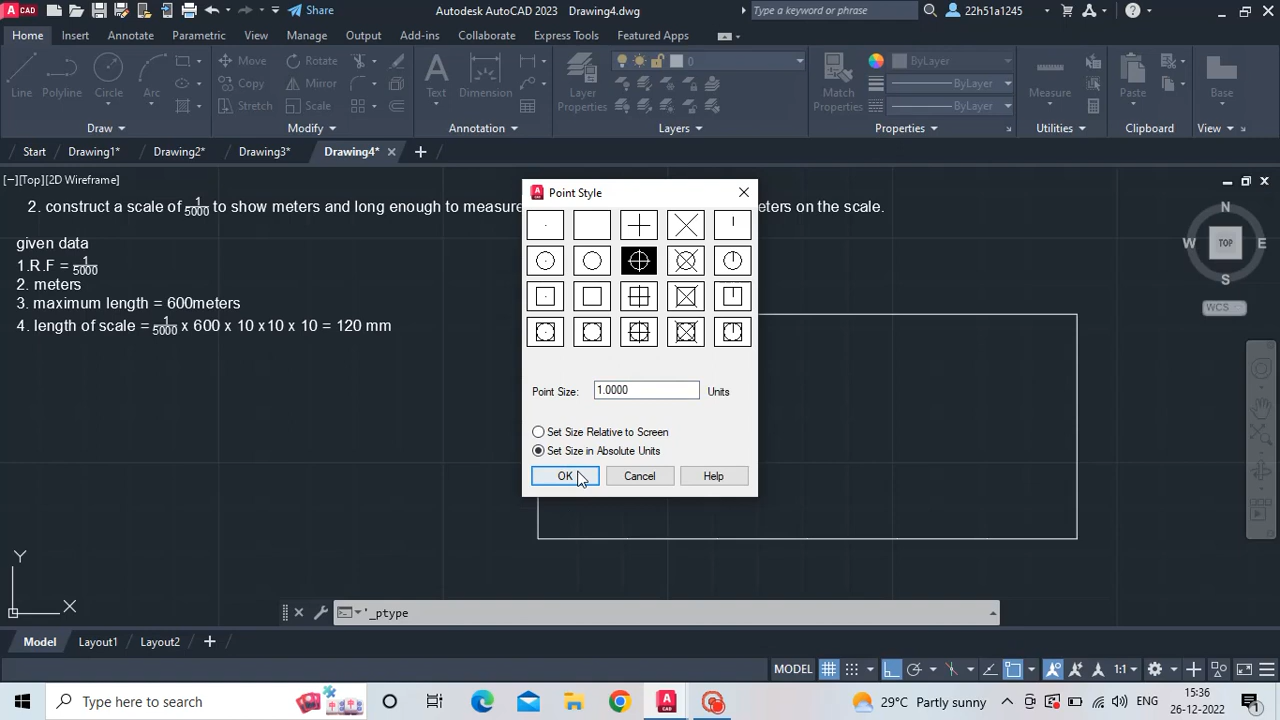 Share
Autodesk AutoCAD 2023 Drawing4.dwg
Type a keyword or phrase
22h51a1245
Home Insert Annotate Parametric View Manage Output Add-ins Collaborate Express Tools Featured Apps
Line Polyline Circle Arc
Move Rotate
Copy Mirror
Stretch Scale
Text Dimension
Layer Properties
0
Match Properties
ByLayer
ByLayer
ByLayer
Measure
Paste
Base
Draw Modify Annotation Layers Properties Utilities Clipboard View
Start Drawing1* Drawing2* Drawing3* Drawing4*
[−][Top][2D Wireframe]
2. construct a scale of 1/5000 to show meters and long enough to measure
eters on the scale.
given data
1.R.F = 1/5000
2. meters
3. maximum length = 600meters
4. length of scale = 1/5000 x 600 x 10 x10 x 10 = 120 mm
Point Style
Point Size: 1.0000 Units
Set Size Relative to Screen
Set Size in Absolute Units
OK Cancel Help
N
W TOP E
S
WCS
Y
X
'_ptype
Model Layout1 Layout2
MODEL 1:1
Type here to search
29°C Partly sunny
ENG
15:36
26-12-2022
1